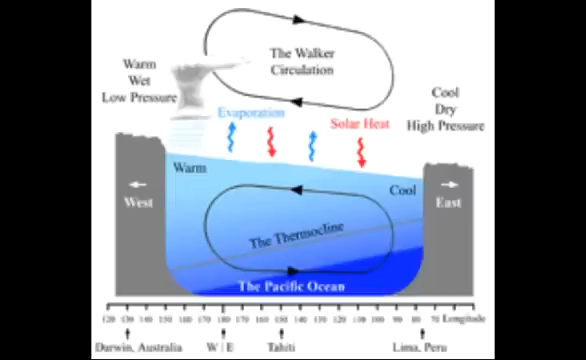 The Walker
Circulation
Warm
Wet
Low Pressure
Cool
Dry
High Pressure
Evaporation
Solar Heat
Warm
Cool
West
East
The Thermocline
The Pacific Ocean
120 130 140 150 160 170 180 170 160 150 140 130 120 110 100 90 80 70 Longitude
Darwin, Australia W | E Tahiti Lima, Peru